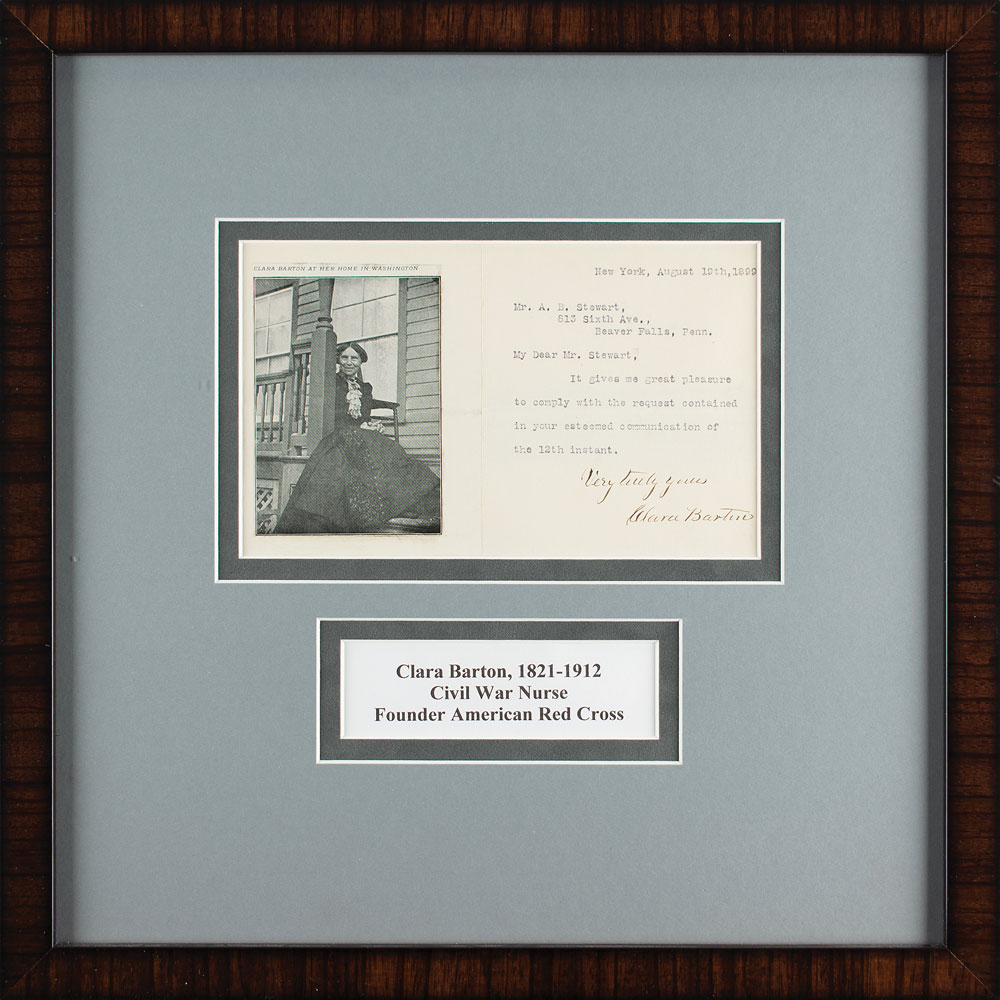 CLARA BARTON AT HER HOME IN WASHINGTON
New York, August 19th,1899
Mr. A. B. Stewart,
813 Sixth Ave.,
Beaver Falls, Penn.
My Dear Mr. Stewart,
It gives me great pleasure
to comply with the request contained
in your esteemed communication of
the 12th instant.
Very truly yours
Clara Barton
Clara Barton, 1821-1912
Civil War Nurse
Founder American Red Cross